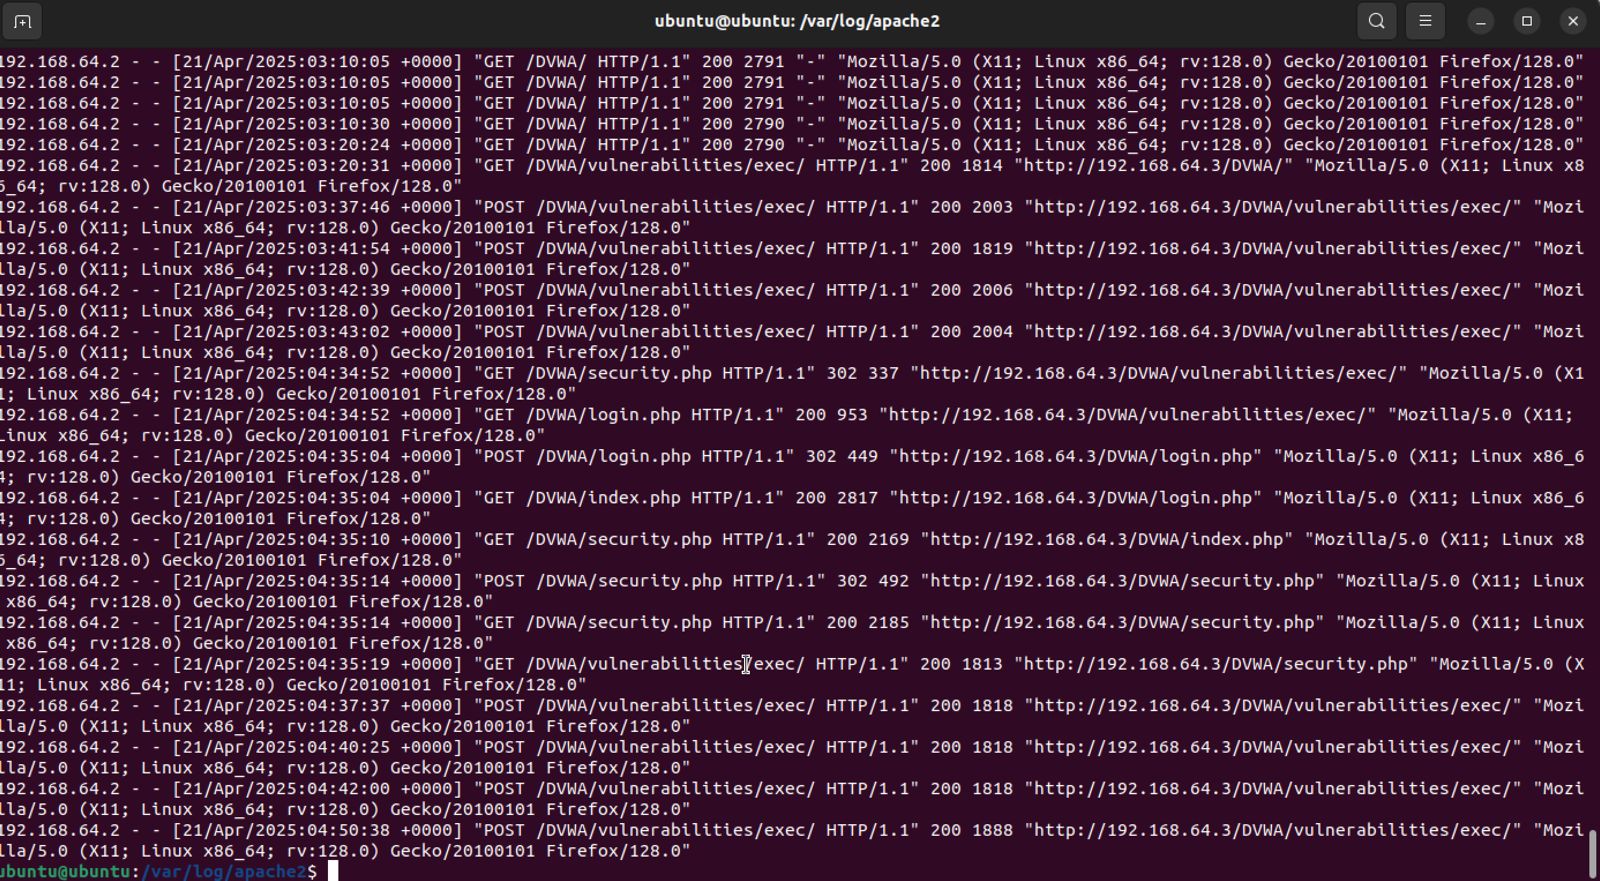 ubuntu@ubuntu: /var/log/apache2
192.168.64.2 - - [21/Apr/2025:03:10:05 +0000] "GET /DVWA/ HTTP/1.1" 200 2791 "-" "Mozilla/5.0 (X11; Linux x86_64; rv:128.0) Gecko/20100101 Firefox/128.0"
192.168.64.2 - - [21/Apr/2025:03:10:05 +0000] "GET /DVWA/ HTTP/1.1" 200 2791 "-" "Mozilla/5.0 (X11; Linux x86_64; rv:128.0) Gecko/20100101 Firefox/128.0"
192.168.64.2 - - [21/Apr/2025:03:10:05 +0000] "GET /DVWA/ HTTP/1.1" 200 2791 "-" "Mozilla/5.0 (X11; Linux x86_64; rv:128.0) Gecko/20100101 Firefox/128.0"
192.168.64.2 - - [21/Apr/2025:03:10:30 +0000] "GET /DVWA/ HTTP/1.1" 200 2790 "-" "Mozilla/5.0 (X11; Linux x86_64; rv:128.0) Gecko/20100101 Firefox/128.0"
192.168.64.2 - - [21/Apr/2025:03:20:24 +0000] "GET /DVWA/ HTTP/1.1" 200 2790 "-" "Mozilla/5.0 (X11; Linux x86_64; rv:128.0) Gecko/20100101 Firefox/128.0"
192.168.64.2 - - [21/Apr/2025:03:20:31 +0000] "GET /DVWA/vulnerabilities/exec/ HTTP/1.1" 200 1814 "http://192.168.64.3/DVWA/" "Mozilla/5.0 (X11; Linux x8
6_64; rv:128.0) Gecko/20100101 Firefox/128.0"
192.168.64.2 - - [21/Apr/2025:03:37:46 +0000] "POST /DVWA/vulnerabilities/exec/ HTTP/1.1" 200 2003 "http://192.168.64.3/DVWA/vulnerabilities/exec/" "Mozi
lla/5.0 (X11; Linux x86_64; rv:128.0) Gecko/20100101 Firefox/128.0"
192.168.64.2 - - [21/Apr/2025:03:41:54 +0000] "POST /DVWA/vulnerabilities/exec/ HTTP/1.1" 200 1819 "http://192.168.64.3/DVWA/vulnerabilities/exec/" "Mozi
lla/5.0 (X11; Linux x86_64; rv:128.0) Gecko/20100101 Firefox/128.0"
192.168.64.2 - - [21/Apr/2025:03:42:39 +0000] "POST /DVWA/vulnerabilities/exec/ HTTP/1.1" 200 2006 "http://192.168.64.3/DVWA/vulnerabilities/exec/" "Mozi
lla/5.0 (X11; Linux x86_64; rv:128.0) Gecko/20100101 Firefox/128.0"
192.168.64.2 - - [21/Apr/2025:03:43:02 +0000] "POST /DVWA/vulnerabilities/exec/ HTTP/1.1" 200 2004 "http://192.168.64.3/DVWA/vulnerabilities/exec/" "Mozi
lla/5.0 (X11; Linux x86_64; rv:128.0) Gecko/20100101 Firefox/128.0"
192.168.64.2 - - [21/Apr/2025:04:34:52 +0000] "GET /DVWA/security.php HTTP/1.1" 302 337 "http://192.168.64.3/DVWA/vulnerabilities/exec/" "Mozilla/5.0 (X1
1; Linux x86_64; rv:128.0) Gecko/20100101 Firefox/128.0"
192.168.64.2 - - [21/Apr/2025:04:34:52 +0000] "GET /DVWA/login.php HTTP/1.1" 200 953 "http://192.168.64.3/DVWA/vulnerabilities/exec/" "Mozilla/5.0 (X11;
Linux x86_64; rv:128.0) Gecko/20100101 Firefox/128.0"
192.168.64.2 - - [21/Apr/2025:04:35:04 +0000] "POST /DVWA/login.php HTTP/1.1" 302 449 "http://192.168.64.3/DVWA/login.php" "Mozilla/5.0 (X11; Linux x86_6
4; rv:128.0) Gecko/20100101 Firefox/128.0"
192.168.64.2 - - [21/Apr/2025:04:35:04 +0000] "GET /DVWA/index.php HTTP/1.1" 200 2817 "http://192.168.64.3/DVWA/login.php" "Mozilla/5.0 (X11; Linux x86_6
4; rv:128.0) Gecko/20100101 Firefox/128.0"
192.168.64.2 - - [21/Apr/2025:04:35:10 +0000] "GET /DVWA/security.php HTTP/1.1" 200 2169 "http://192.168.64.3/DVWA/index.php" "Mozilla/5.0 (X11; Linux x8
6_64; rv:128.0) Gecko/20100101 Firefox/128.0"
192.168.64.2 - - [21/Apr/2025:04:35:14 +0000] "POST /DVWA/security.php HTTP/1.1" 302 492 "http://192.168.64.3/DVWA/security.php" "Mozilla/5.0 (X11; Linux
x86_64; rv:128.0) Gecko/20100101 Firefox/128.0"
192.168.64.2 - - [21/Apr/2025:04:35:14 +0000] "GET /DVWA/security.php HTTP/1.1" 200 2185 "http://192.168.64.3/DVWA/security.php" "Mozilla/5.0 (X11; Linux
x86_64; rv:128.0) Gecko/20100101 Firefox/128.0"
192.168.64.2 - - [21/Apr/2025:04:35:19 +0000] "GET /DVWA/vulnerabilities/exec/ HTTP/1.1" 200 1813 "http://192.168.64.3/DVWA/security.php" "Mozilla/5.0 (X
11; Linux x86_64; rv:128.0) Gecko/20100101 Firefox/128.0"
192.168.64.2 - - [21/Apr/2025:04:37:37 +0000] "POST /DVWA/vulnerabilities/exec/ HTTP/1.1" 200 1818 "http://192.168.64.3/DVWA/vulnerabilities/exec/" "Mozi
lla/5.0 (X11; Linux x86_64; rv:128.0) Gecko/20100101 Firefox/128.0"
192.168.64.2 - - [21/Apr/2025:04:40:25 +0000] "POST /DVWA/vulnerabilities/exec/ HTTP/1.1" 200 1818 "http://192.168.64.3/DVWA/vulnerabilities/exec/" "Mozi
lla/5.0 (X11; Linux x86_64; rv:128.0) Gecko/20100101 Firefox/128.0"
192.168.64.2 - - [21/Apr/2025:04:42:00 +0000] "POST /DVWA/vulnerabilities/exec/ HTTP/1.1" 200 1818 "http://192.168.64.3/DVWA/vulnerabilities/exec/" "Mozi
lla/5.0 (X11; Linux x86_64; rv:128.0) Gecko/20100101 Firefox/128.0"
192.168.64.2 - - [21/Apr/2025:04:50:38 +0000] "POST /DVWA/vulnerabilities/exec/ HTTP/1.1" 200 1888 "http://192.168.64.3/DVWA/vulnerabilities/exec/" "Mozi
lla/5.0 (X11; Linux x86_64; rv:128.0) Gecko/20100101 Firefox/128.0"
ubuntu@ubuntu:/var/log/apache2$